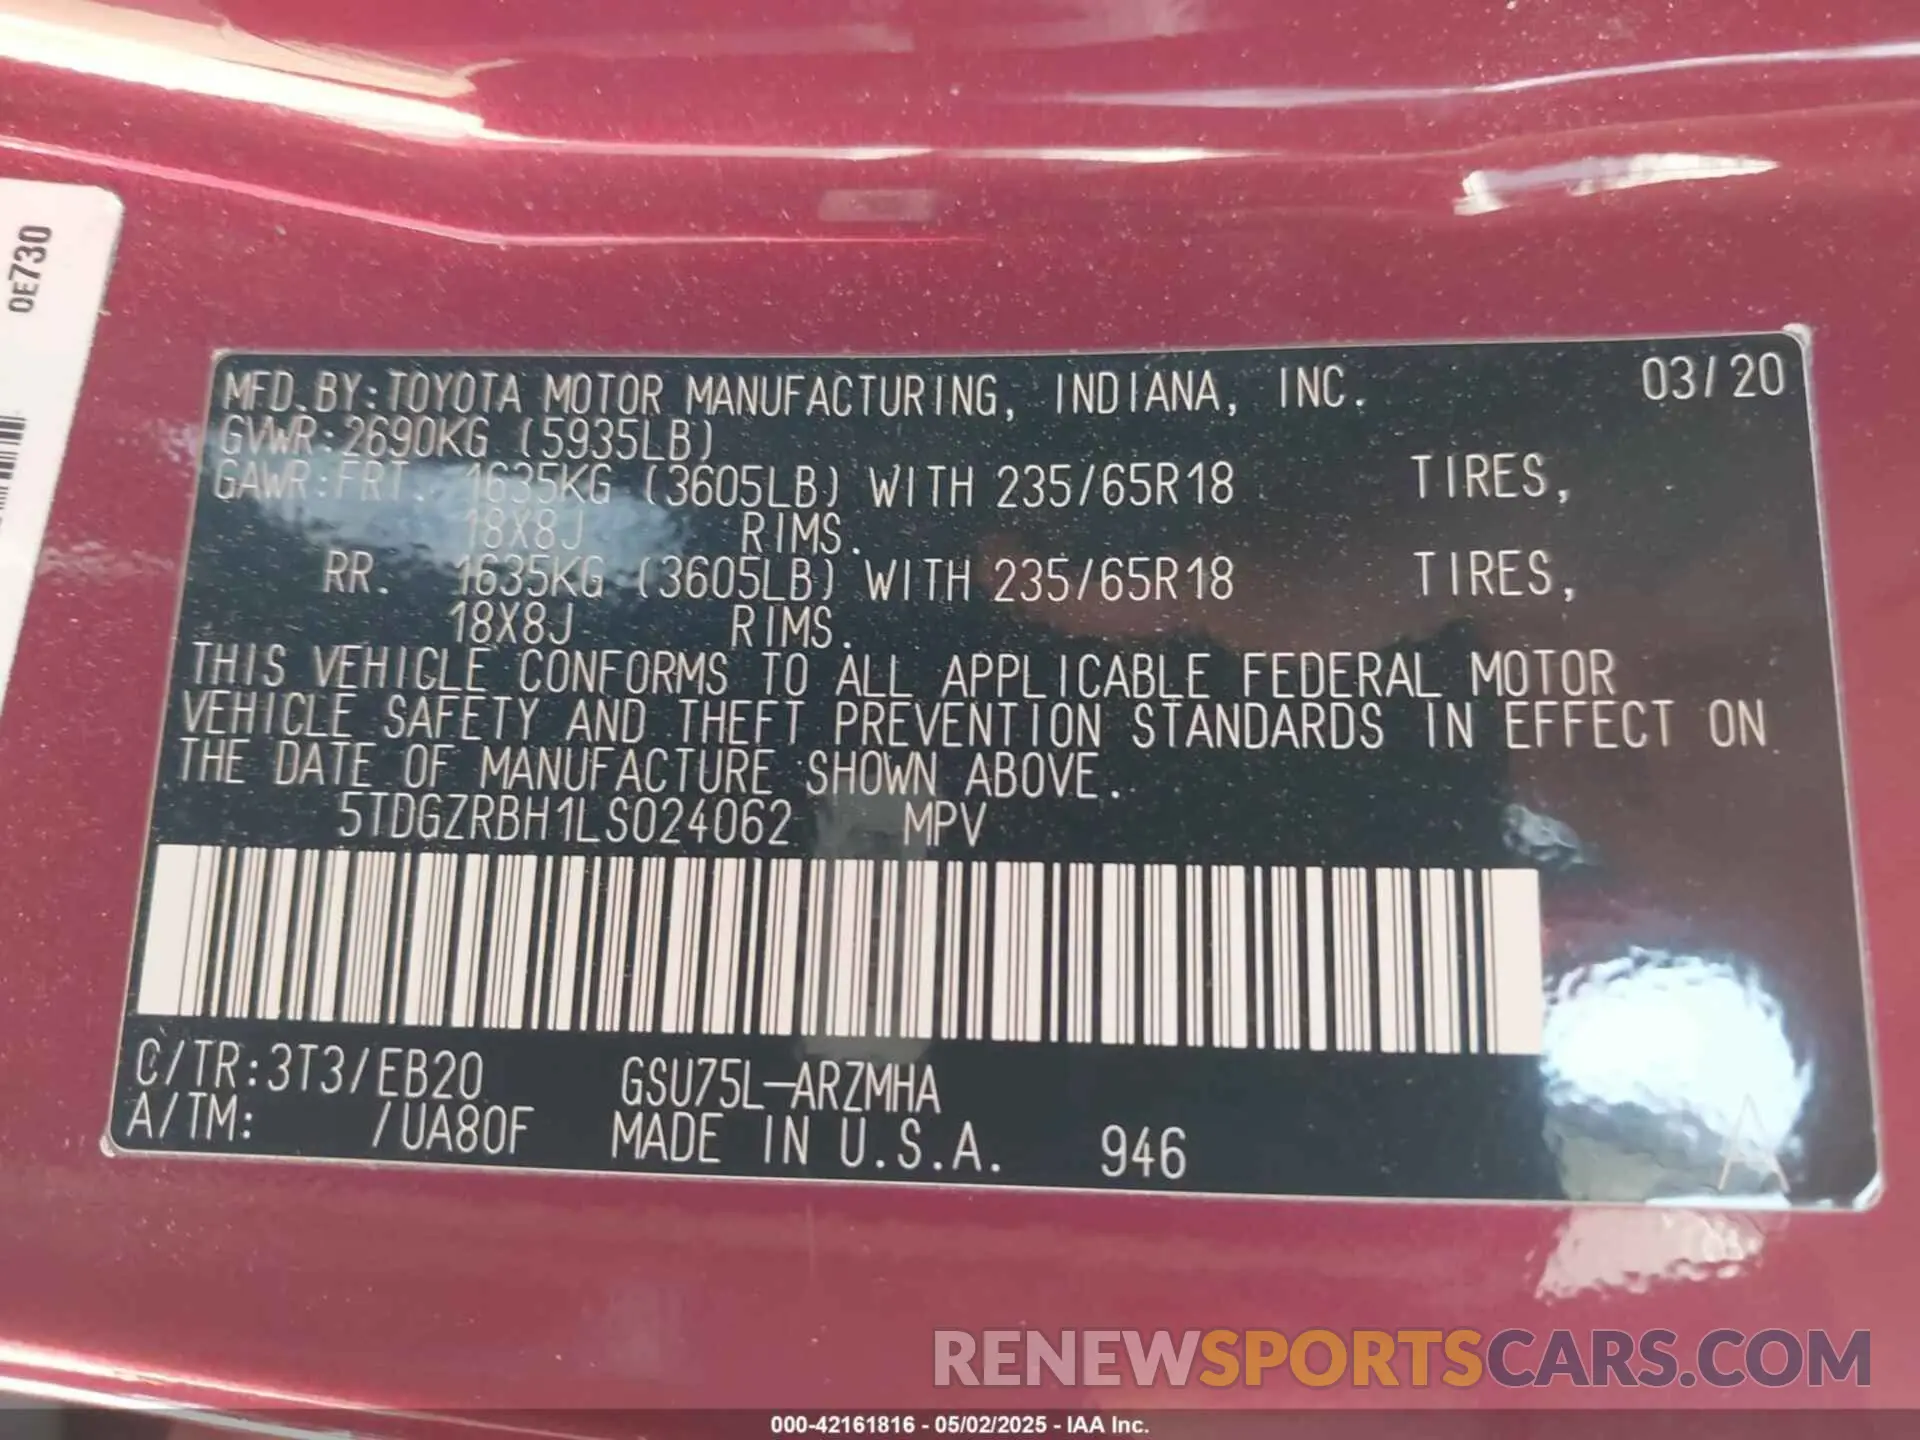 0E730
MFD.BY:TOYOTA MOTOR MANUFACTURING, INDIANA, INC. 03/20
GVWR:2690KG (5935LB)
GAWR:FRT. 1635KG (3605LB) WITH 235/65R18 TIRES,
18X8J RIMS.
RR. 1635KG (3605LB) WITH 235/65R18 TIRES,
18X8J RIMS.
THIS VEHICLE CONFORMS TO ALL APPLICABLE FEDERAL MOTOR
VEHICLE SAFETY AND THEFT PREVENTION STANDARDS IN EFFECT ON
THE DATE OF MANUFACTURE SHOWN ABOVE.
5TDGZRBH1LS024062 MPV
C/TR:3T3/EB20 GSU75L-ARZMHA
A/TM: /UA80F MADE IN U.S.A. 946
A
RENEWSPORTSCARS.COM
000-42161816 - 05/02/2025 - IAA Inc.